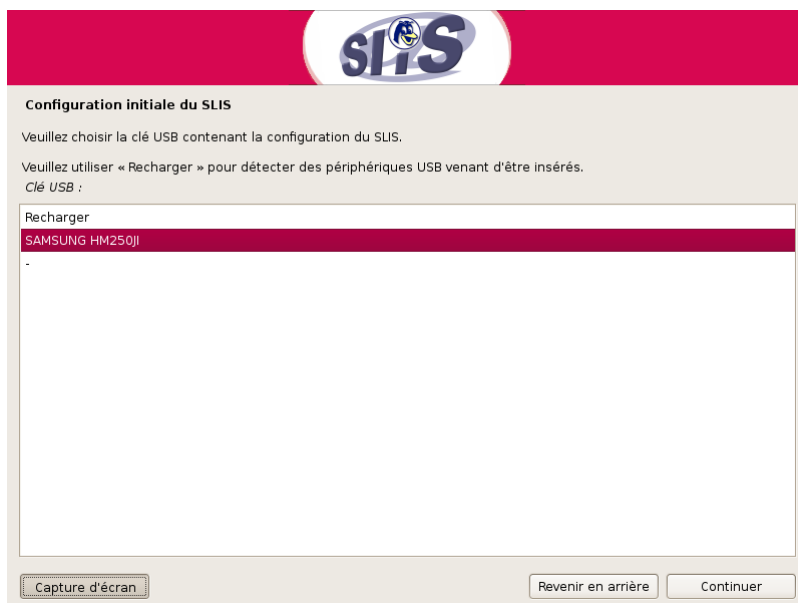 SLIS
Configuration initiale du SLIS
Veuillez choisir la clé USB contenant la configuration du SLIS.
Veuillez utiliser « Recharger » pour détecter des périphériques USB venant d'être insérés.
Clé USB :
Recharger
SAMSUNG HM250JI
-
Capture d'écran
Revenir en arrière
Continuer